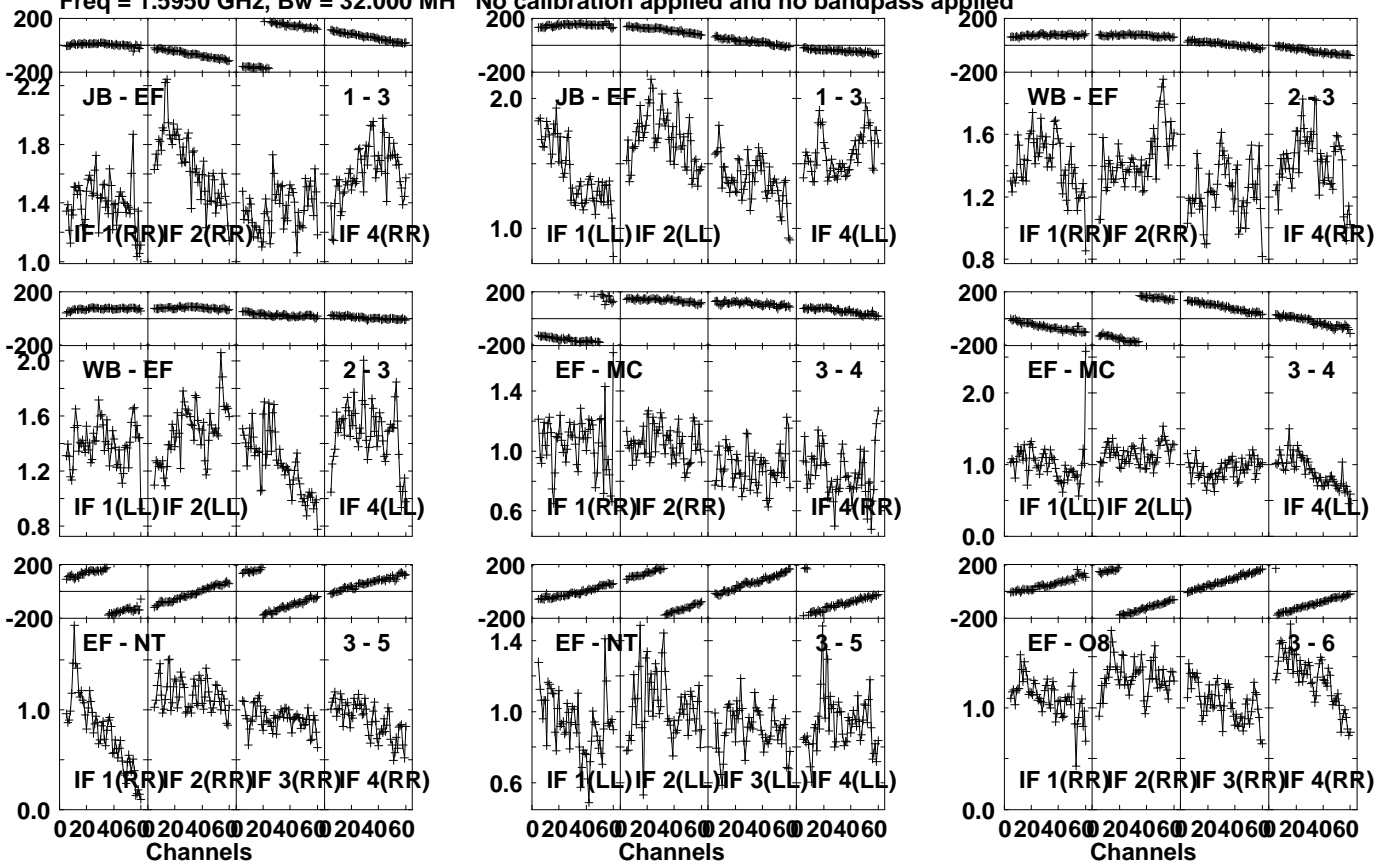 Freq = 1.5950 GHz, Bw = 32.000 MH No calibration applied and no bandpass applied
200 200 200
-200 -200 -200
2.2 JB - EF 1 - 3 2.0 JB - EF 1 - 3 WB - EF 2 - 3
1.8 1.6
1.4 1.2
IF 1(RR) IF 2(RR) IF 4(RR) 1.0 IF 1(LL) IF 2(LL) IF 4(LL) IF 1(RR) IF 2(RR) IF 4(RR)
1.0 0.8
200 200 200
-200 -200 -200
2.0 WB - EF 2 - 3 EF - MC 3 - 4 EF - MC 3 - 4
1.6 1.4 2.0
1.2 1.0 1.0
IF 1(LL) IF 2(LL) IF 4(LL) 0.6 IF 1(RR) IF 2(RR) IF 4(RR) IF 1(LL) IF 2(LL) IF 4(LL)
0.8 0.0
200 200 200
-200 -200 -200
EF - NT 3 - 5 1.4 EF - NT 3 - 5 EF - O8 3 - 6
1.0 1.0 1.0
IF 1(RR) IF 2(RR) IF 3(RR) IF 4(RR) 0.6 IF 1(LL) IF 2(LL) IF 3(LL) IF 4(LL) IF 1(RR) IF 2(RR) IF 3(RR) IF 4(RR)
0.0 0.0
0 20 40 60 0 20 40 60 0 20 40 60 0 20 40 60 0 20 40 60 0 20 40 60 0 20 40 60 0 20 40 60 0 20 40 60 0 20 40 60 0 20 40 60 0 20 40 60
Channels Channels Channels